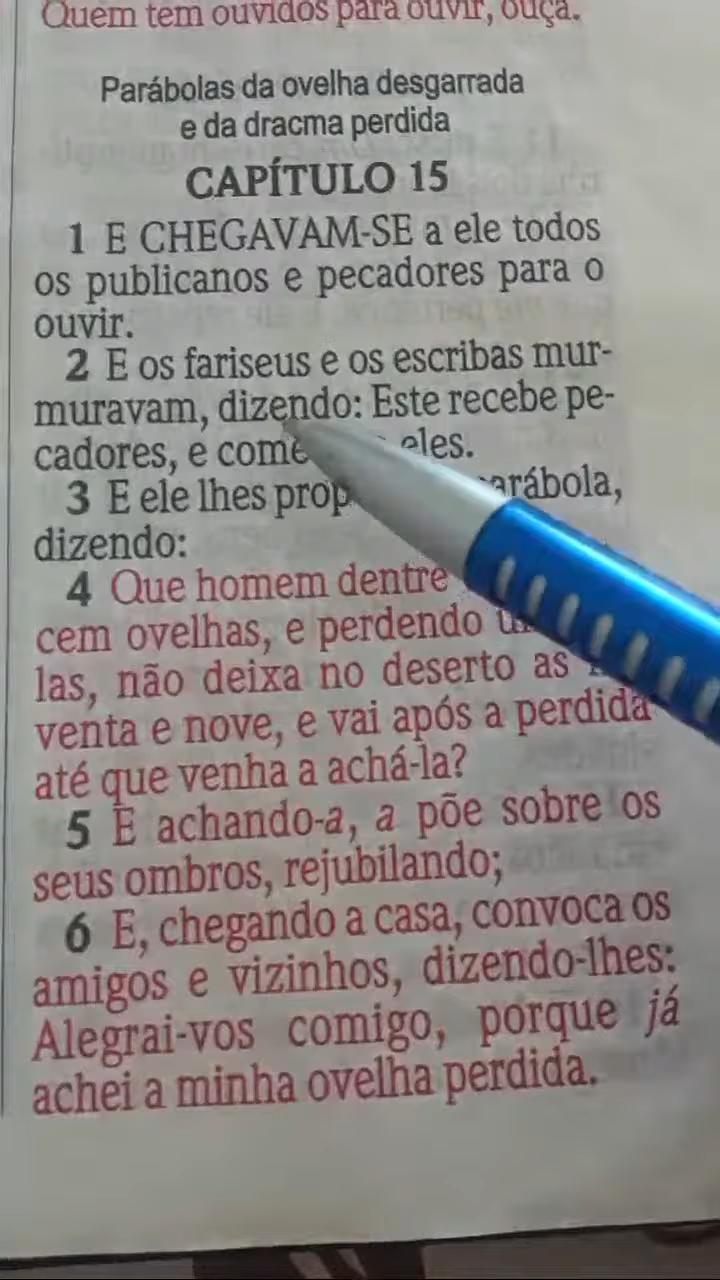 Quem tem ouvidos para ouvir, ouça.
Parábolas da ovelha desgarrada
e da dracma perdida
CAPÍTULO 15
1 E CHEGAVAM-SE a ele todos
os publicanos e pecadores para o
ouvir.
2 E os fariseus e os escribas mur-
muravam, dizendo: Este recebe pe-
cadores, e come eles.
3 E ele lhes parábola,
dizendo:
4 Que homem dentre
cem ovelhas, e perdendo
las, não deixa no deserto as
venta e nove, e vai após a perdida
até que venha a achá-la?
5 E achando-a, a põe sobre os
seus ombros, rejubilando;
6 E, chegando a casa, convoca os
amigos e vizinhos, dizendo-lhes:
Alegrai-vos comigo, porque já
achei a minha ovelha perdida.